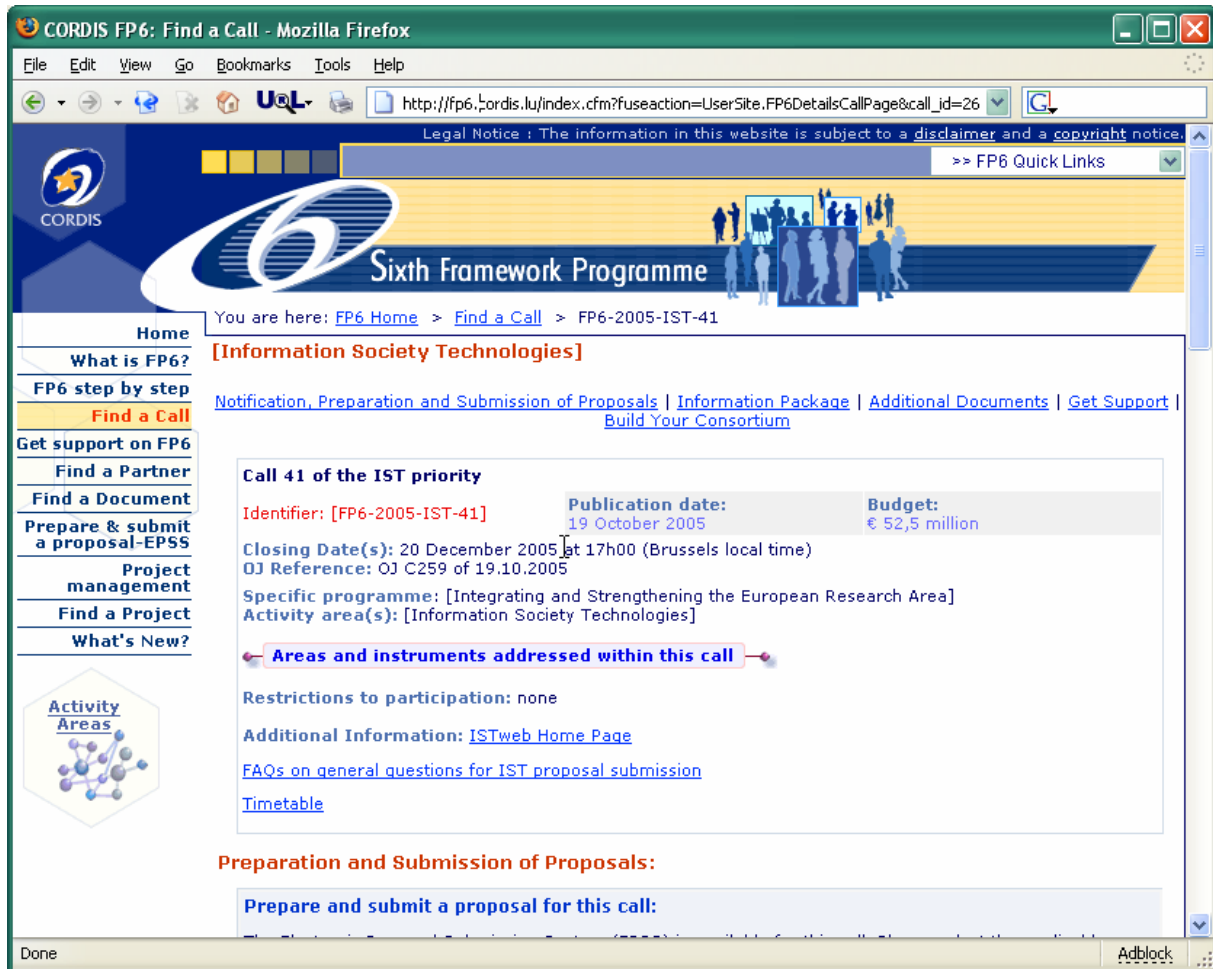 CORDIS FP6: Find a Call - Mozilla Firefox
File Edit View Go Bookmarks Tools Help
URL
http://fp6.cordis.lu/index.cfm?fuseaction=UserSite.FP6DetailsCallPage&call_id=26
G
Legal Notice : The information in this website is subject to a disclaimer and a copyright notice.
>> FP6 Quick Links
CORDIS
6
Sixth Framework Programme
You are here: FP6 Home > Find a Call > FP6-2005-IST-41
Home
What is FP6?
FP6 step by step
Find a Call
Get support on FP6
Find a Partner
Find a Document
Prepare & submit
a proposal-EPSS
Project
management
Find a Project
What's New?
Activity
Areas
[Information Society Technologies]
Notification, Preparation and Submission of Proposals | Information Package | Additional Documents | Get Support |
Build Your Consortium
Call 41 of the IST priority
Identifier: [FP6-2005-IST-41]
Publication date:
19 October 2005
Budget:
€ 52,5 million
Closing Date(s): 20 December 2005 at 17h00 (Brussels local time)
OJ Reference: OJ C259 of 19.10.2005
Specific programme: [Integrating and Strengthening the European Research Area]
Activity area(s): [Information Society Technologies]
Areas and instruments addressed within this call
Restrictions to participation: none
Additional Information: ISTweb Home Page
FAQs on general questions for IST proposal submission
Timetable
Preparation and Submission of Proposals:
Prepare and submit a proposal for this call:
Done
Adblock